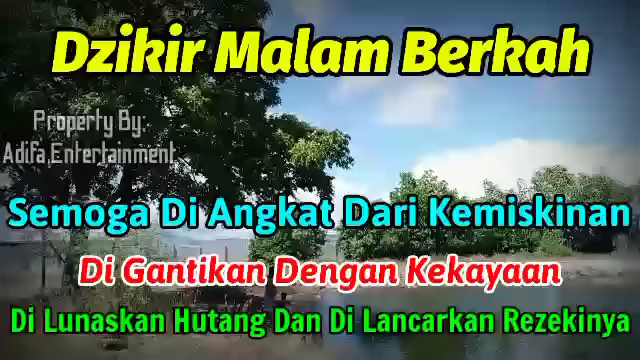 Dzikir Malam Berkah
Property By:
Adifa Entertainment
Semoga Di Angkat Dari Kemiskinan
Di Gantikan Dengan Kekayaan
Di Lunaskan Hutang Dan Di Lancarkan Rezekinya